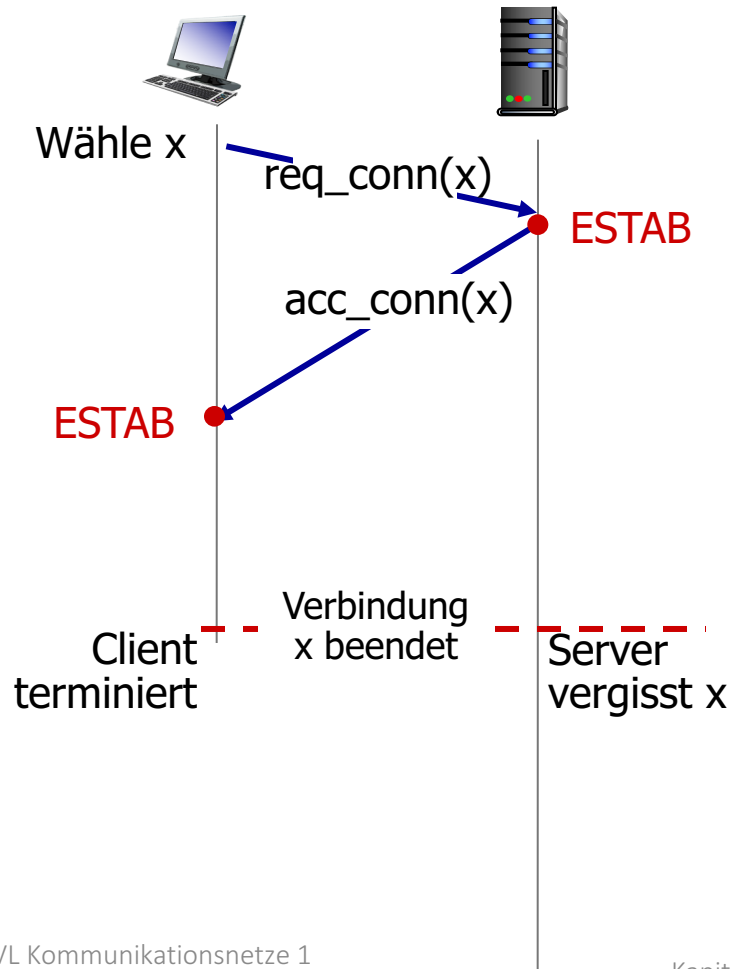 Wähle x
req_conn(x)
ESTAB
acc_conn(x)
ESTAB
Verbindung
x beendet
Client
terminiert
Server
vergisst x
VL Kommunikationsnetze 1